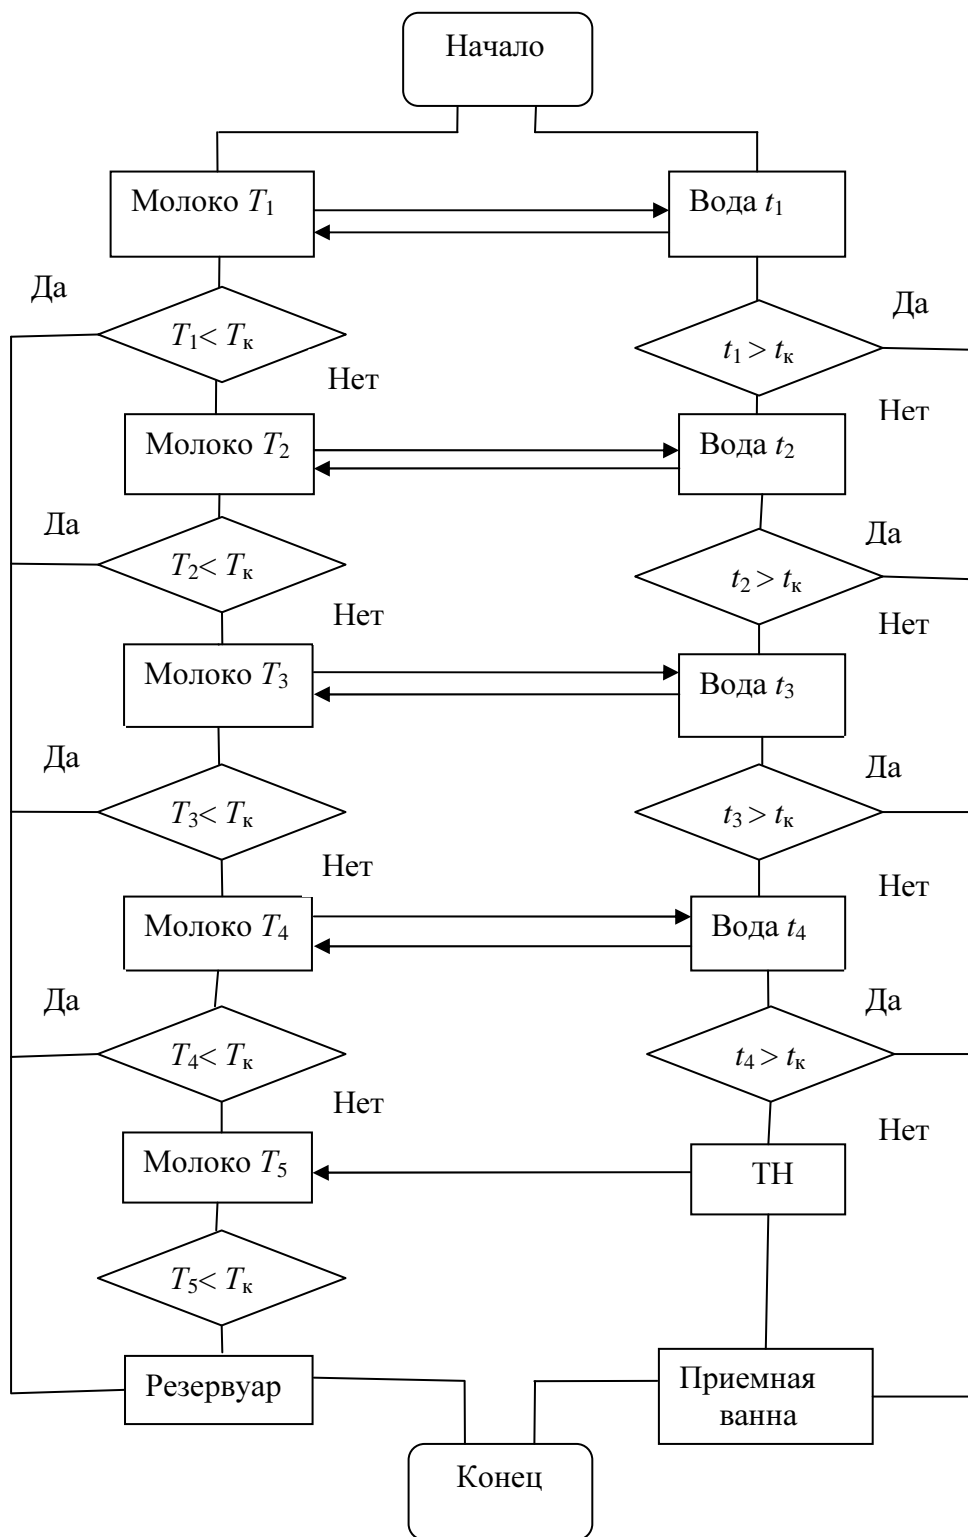 Начало
Молоко T₁
Вода t₁
Да
Да
T₁< Tк
t₁ > tк
Нет
Нет
Молоко T₂
Вода t₂
Да
Да
T₂< Tк
t₂ > tк
Нет
Нет
Молоко T₃
Вода t₃
Да
Да
T₃< Tк
t₃ > tк
Нет
Нет
Молоко T₄
Вода t₄
Да
Да
T₄< Tк
t₄ > tк
Нет
Нет
Молоко T₅
ТН
T₅< Tк
Резервуар
Приемная
ванна
Конец